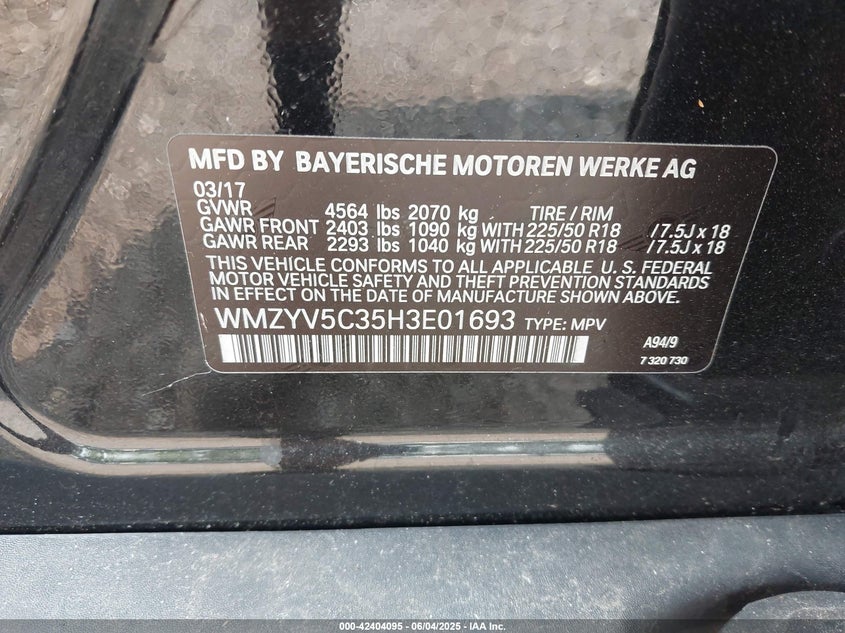 MFD BY BAYERISCHE MOTOREN WERKE AG
03/17
GVWR 4564 lbs 2070 kg TIRE / RIM
GAWR FRONT 2403 lbs 1090 kg WITH 225/50 R18 / 7.5J x 18
GAWR REAR 2293 lbs 1040 kg WITH 225/50 R18 / 7.5J x 18
THIS VEHICLE CONFORMS TO ALL APPLICABLE U. S. FEDERAL
MOTOR VEHICLE SAFETY AND THEFT PREVENTION STANDARDS
IN EFFECT ON THE DATE OF MANUFACTURE SHOWN ABOVE.
WMZYV5C35H3E01693 TYPE: MPV
A94/9
7 320 730
000-42404095 - 06/04/2025 - IAA Inc.